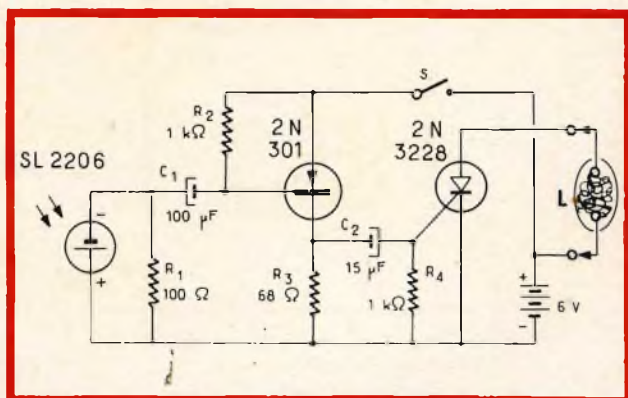 S
R2
1 kΩ
2 N
301
2 N
3228
SL 2206
C1
100 µF
L
C2
15 µF
R1
100 Ω
R3
68 Ω
R4
1 kΩ
-
+
+
-
6 V